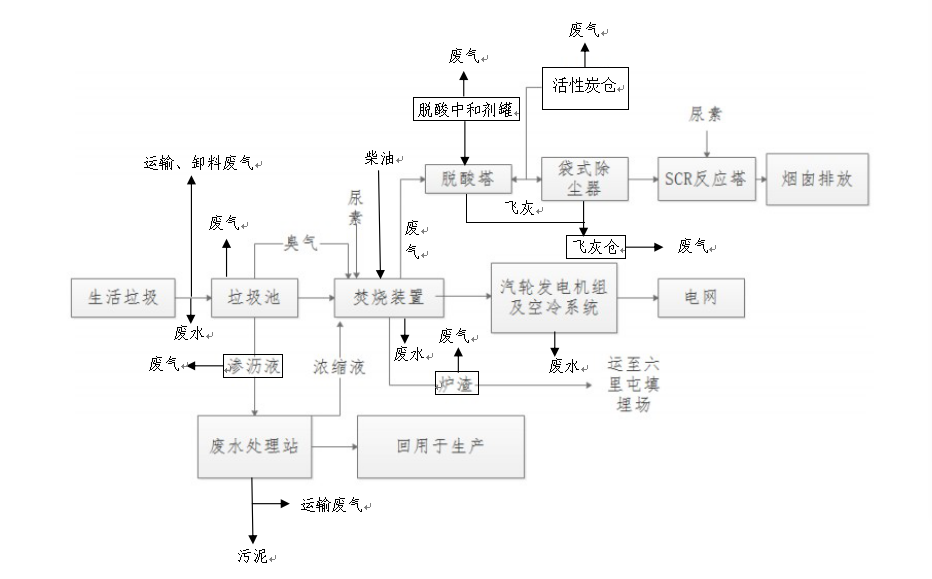 废气
废气
活性炭仓
脱酸中和剂罐
尿素
运输、卸料废气
柴油
脱酸塔
袋式除
尘器
SCR反应塔
烟囱排放
尿
素
飞灰
废气
臭气
废
气
飞灰仓
废气
生活垃圾
垃圾池
焚烧装置
汽轮发电机组
及空冷系统
电网
废水
废气
渗沥液
浓缩液
废水
废气
炉渣
废水
运至六
里屯填
埋场
废水处理站
回用于生产
运输废气
污泥